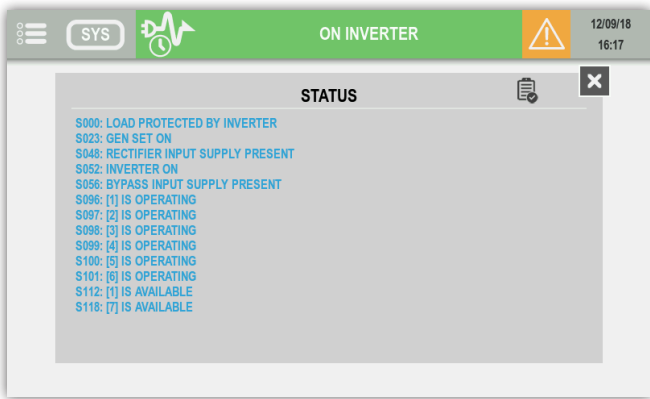 SYS
ON INVERTER
12/09/18
16:17
STATUS
S000: LOAD PROTECTED BY INVERTER
S023: GEN SET ON
S048: RECTIFIER INPUT SUPPLY PRESENT
S052: INVERTER ON
S056: BYPASS INPUT SUPPLY PRESENT
S096: [1] IS OPERATING
S097: [2] IS OPERATING
S098: [3] IS OPERATING
S099: [4] IS OPERATING
S100: [5] IS OPERATING
S101: [6] IS OPERATING
S112: [1] IS AVAILABLE
S118: [7] IS AVAILABLE